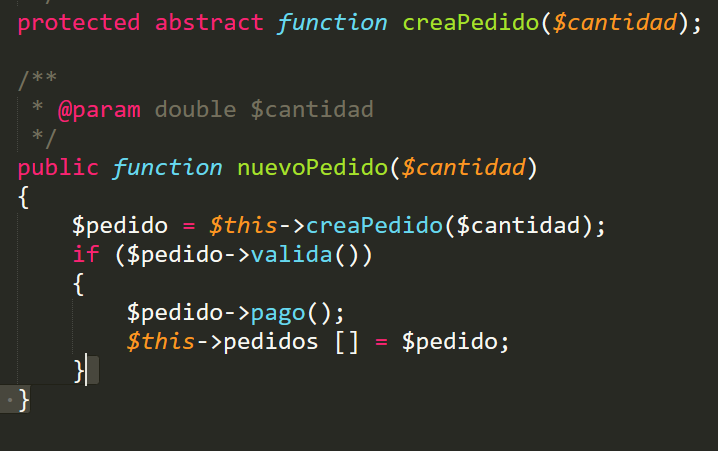 */
protected abstract function creaPedido($cantidad);
/**
* @param double $cantidad
*/
public function nuevoPedido($cantidad)
{
$pedido = $this->creaPedido($cantidad);
if ($pedido->valida())
{
$pedido->pago();
$this->pedidos [] = $pedido;
}
}